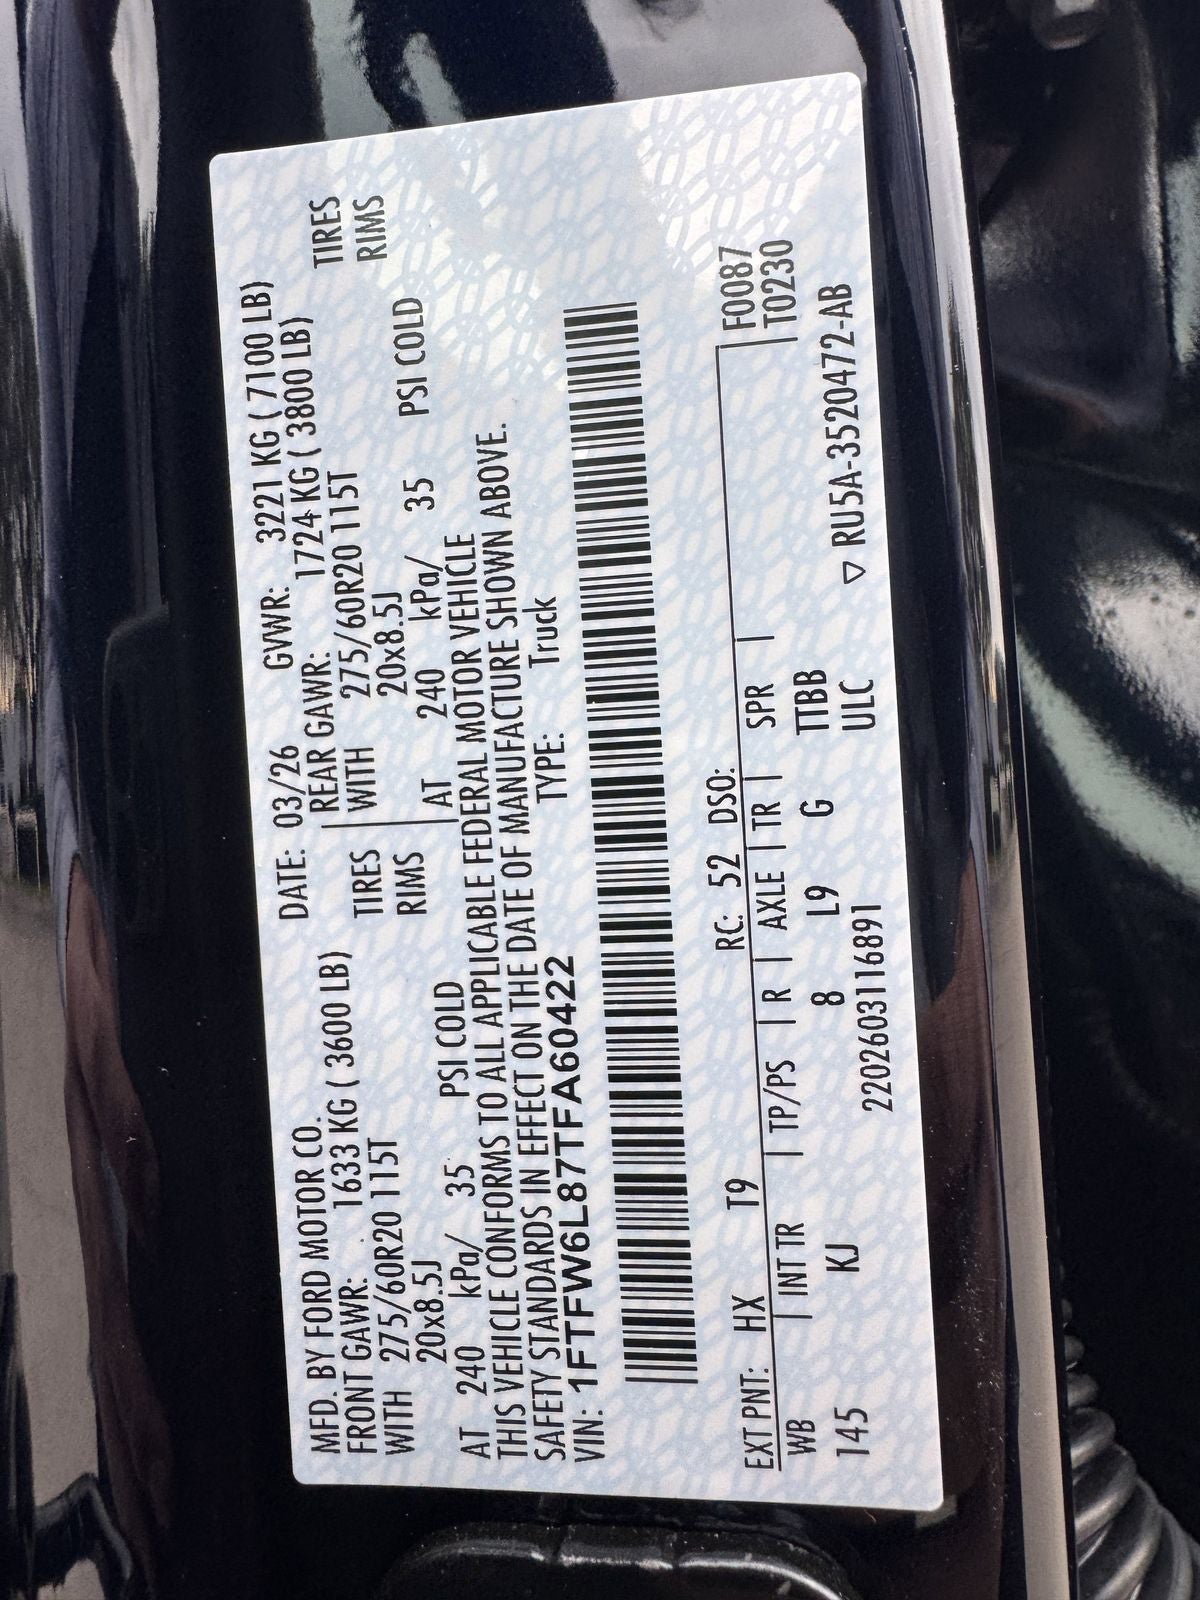 MFD. BY FORD MOTOR CO. DATE: 03/26 GVWR: 3221 KG ( 7100 LB)
FRONT GAWR: 1633 KG ( 3600 LB) REAR GAWR: 1724 KG ( 3800 LB)
WITH 275/60R20 115T TIRES WITH 275/60R20 115T TIRES
20x8.5J RIMS 20x8.5J RIMS
AT 240 kPa/ 35 PSI COLD AT 240 kPa/ 35 PSI COLD
THIS VEHICLE CONFORMS TO ALL APPLICABLE FEDERAL MOTOR VEHICLE
SAFETY STANDARDS IN EFFECT ON THE DATE OF MANUFACTURE SHOWN ABOVE.
VIN: 1FTFW6L87TFA60422 TYPE: Truck
EXT PNT: HX T9 RC: 52 DSO: F0087
WB | INT TR | TP/PS | R | AXLE | TR | SPR | T0230
145 KJ 8 L9 G TTBB
2202603116891 ULC ▽ RU5A-3520472-AB